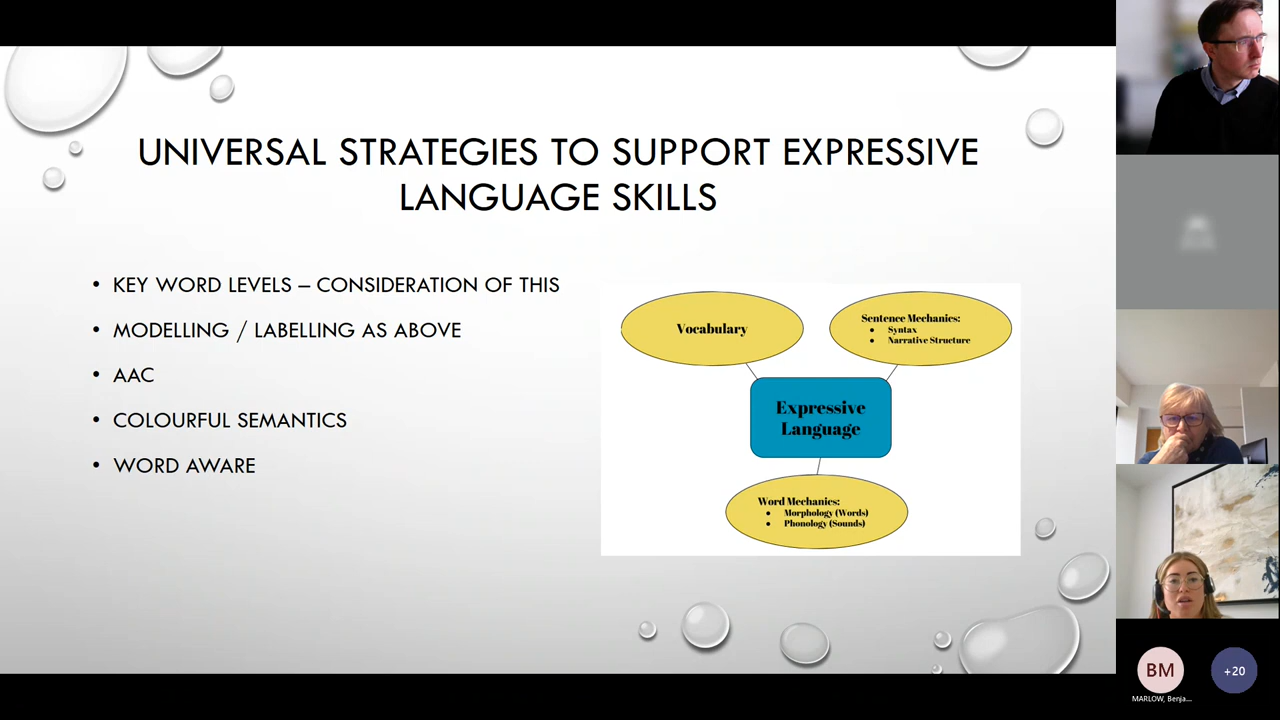 UNIVERSAL STRATEGIES TO SUPPORT EXPRESSIVE
LANGUAGE SKILLS
• KEY WORD LEVELS – CONSIDERATION OF THIS
• MODELLING / LABELLING AS ABOVE
• AAC
• COLOURFUL SEMANTICS
• WORD AWARE
Vocabulary
Sentence Mechanics:
• Syntax
• Narrative Structure
Expressive
Language
Word Mechanics:
• Morphology (Words)
• Phonology (Sounds)
BM
MARLOW, Benja...
+20